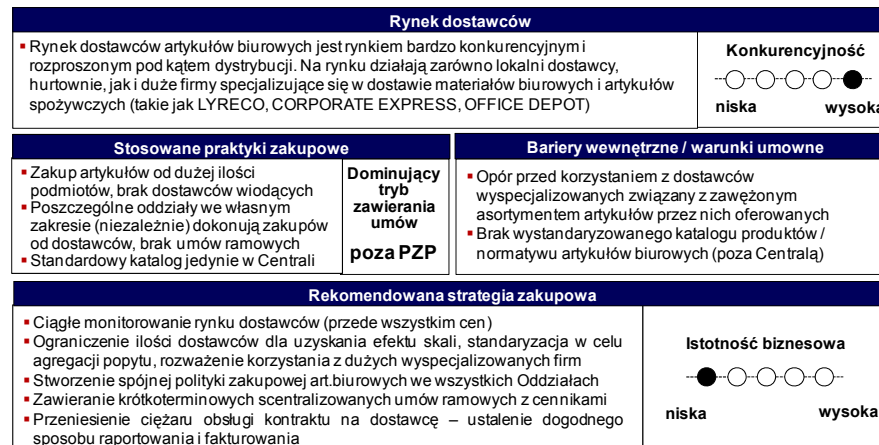 Rynek dostawców
▪ Rynek dostawców artykułów biurowych jest rynkiem bardzo konkurencyjnym i
rozproszonym pod kątem dystrybucji. Na rynku działają zarówno lokalni dostawcy,
hurtownie, jak i duże firmy specjalizujące się w dostawie materiałów biurowych i artykułów
spożywczych (takie jak LYRECO, CORPORATE EXPRESS, OFFICE DEPOT)
Konkurencyjność
niska wysoka
Stosowane praktyki zakupowe
▪ Zakup artykułów od dużej ilości
podmiotów, brak dostawców wiodących
▪ Poszczególne oddziały we własnym
zakresie (niezależnie) dokonują zakupów
od dostawców, brak umów ramowych
▪ Standardowy katalog jedynie w Centrali
Dominujący
tryb
zawierania
umów
poza PZP
Bariery wewnętrzne / warunki umowne
▪ Opór przed korzystaniem z dostawców
wyspecjalizowanych związany z zawężonym
asortymentem artykułów przez nich oferowanych
▪ Brak wystandaryzowanego katalogu produktów /
normatywu artykułów biurowych (poza Centralą)
Rekomendowana strategia zakupowa
▪ Ciągłe monitorowanie rynku dostawców (przede wszystkim cen)
▪ Ograniczenie ilości dostawców dla uzyskania efektu skali, standaryzacja w celu
agregacji popytu, rozważenie korzystania z dużych wyspecjalizowanych firm
▪ Stworzenie spójnej polityki zakupowej art.biurowych we wszystkich Oddziałach
▪ Zawieranie krótkoterminowych scentralizowanych umów ramowych z cennikami
▪ Przeniesienie ciężaru obsługi kontraktu na dostawcę – ustalenie dogodnego
sposobu raportowania i fakturowania
Istotność biznesowa
niska wysoka